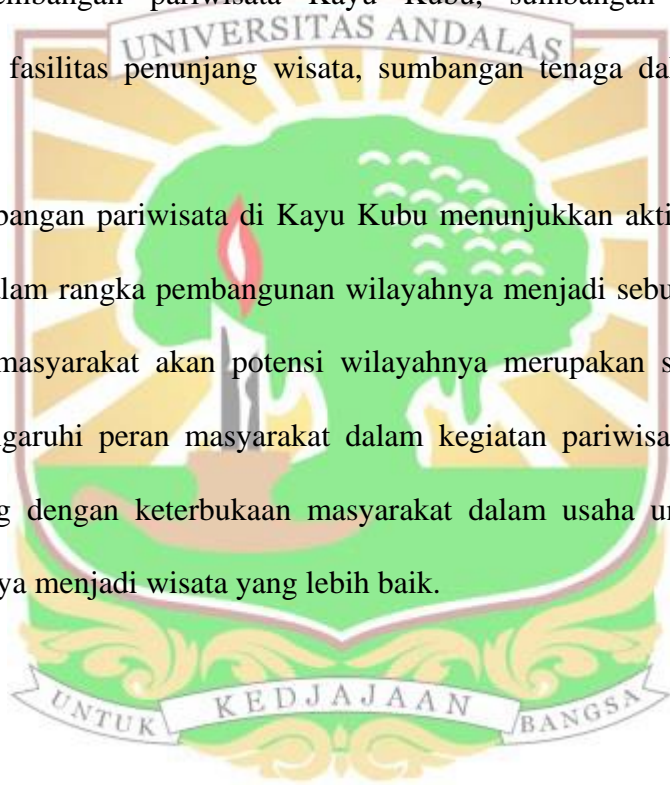 embangan pariwisata Kayu Kubu, sumbangan
UNIVERSITAS ANDALAS
fasilitas penunjang wisata, sumbangan tenaga dal
bangan pariwisata di Kayu Kubu menunjukkan akti
lam rangka pembangunan wilayahnya menjadi sebu
masyarakat akan potensi wilayahnya merupakan s
garuhi peran masyarakat dalam kegiatan pariwisa
g dengan keterbukaan masyarakat dalam usaha u
ya menjadi wisata yang lebih baik.
UNTUK KEDJAJAAN BANGSA